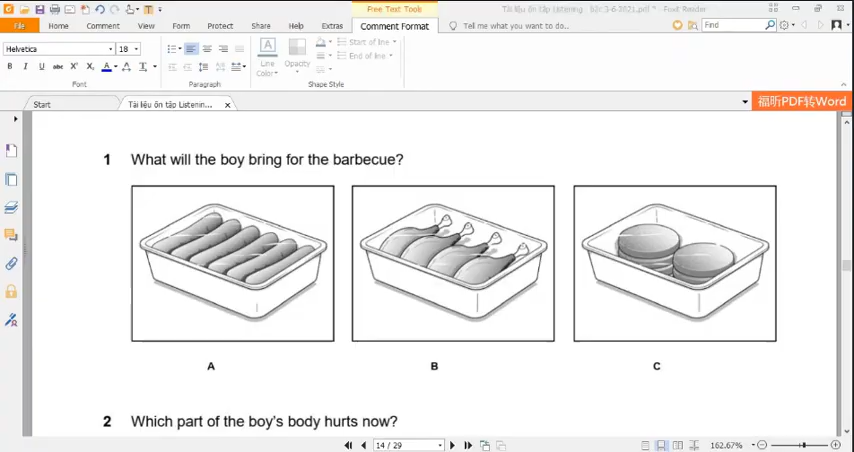 Free Text Tools
Tài liệu ôn tập Listening
Foxit Reader
File
Home
Comment
View
Form
Protect
Share
Help
Extras
Comment Format
Tell me what you want to do...
Find
Helvetica
18
B I U abc X² X₂ A A T
Font
Paragraph
A
Line
Color
Opacity
Start of line
End of line
Shape Style
Start
Tài liệu ôn tập Listenin...
福昕PDF转Word
1 What will the boy bring for the barbecue?
A B C
2 Which part of the boy's body hurts now?
14 / 29
162.67%